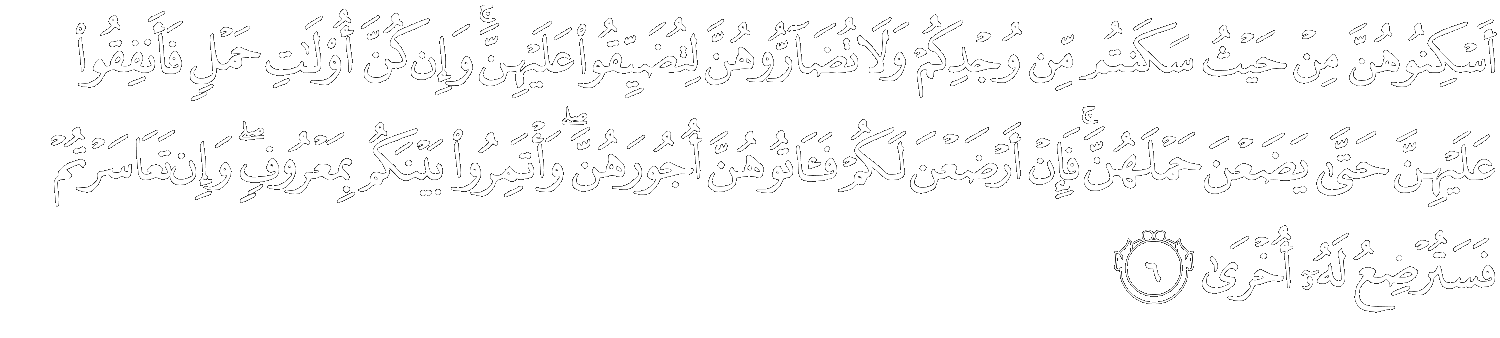 أَسْكِنُوهُنَّ مِنْ حَيْثُ سَكَنتُم مِّن وُجْدِكُمْ وَلَا تُضَآرُّوهُنَّ لِتُضَيِّقُوا۟ عَلَيْهِنَّ ۚ وَإِن كُنَّ أُو۟لَـٰتِ حَمْلٍ فَأَنفِقُوا۟
عَلَيْهِنَّ حَتَّىٰ يَضَعْنَ حَمْلَهُنَّ ۚ فَإِنْ أَرْضَعْنَ لَكُمْ فَـَٔاتُوهُنَّ أُجُورَهُنَّ ۖ وَأْتَمِرُوا۟ بَيْنَكُم بِمَعْرُوفٍ ۖ وَإِن تَعَاسَرْتُمْ
فَسَتُرْضِعُ لَهُۥٓ أُخْرَىٰ ٦